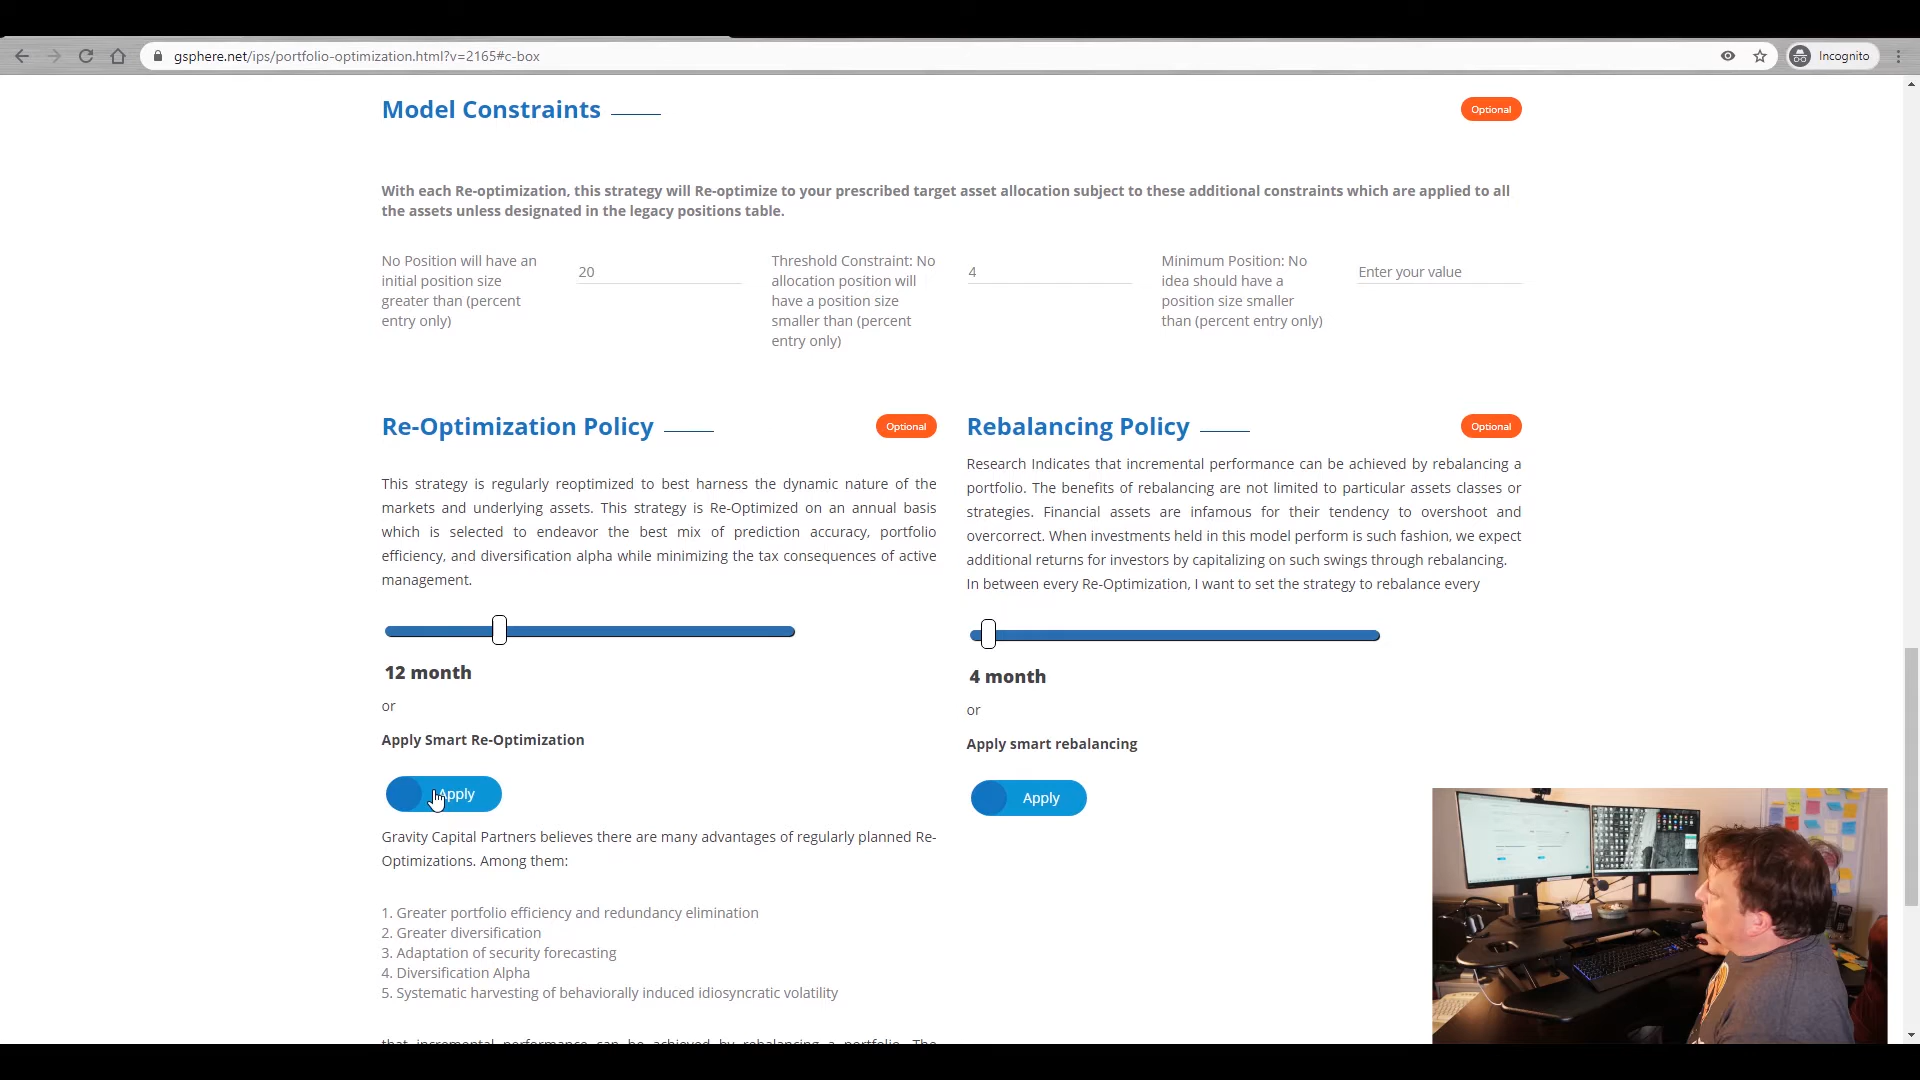 gsphere.net/ips/portfolio-optimization.html?v=2165#c-box
Incognito
Model Constraints
Optional
With each Re-optimization, this strategy will Re-optimize to your prescribed target asset allocation subject to these additional constraints which are applied to all
the assets unless designated in the legacy positions table.
No Position will have an
initial position size
greater than (percent
entry only)
20
Threshold Constraint: No
allocation position will
have a position size
smaller than (percent
entry only)
4
Minimum Position: No
idea should have a
position size smaller
than (percent entry only)
Enter your value
Re-Optimization Policy
Optional
This strategy is regularly reoptimized to best harness the dynamic nature of the
markets and underlying assets. This strategy is Re-Optimized on an annual basis
which is selected to endeavor the best mix of prediction accuracy, portfolio
efficiency, and diversification alpha while minimizing the tax consequences of active
management.
12 month
or
Apply Smart Re-Optimization
Apply
Gravity Capital Partners believes there are many advantages of regularly planned Re-
Optimizations. Among them:
1. Greater portfolio efficiency and redundancy elimination
2. Greater diversification
3. Adaptation of security forecasting
4. Diversification Alpha
5. Systematic harvesting of behaviorally induced idiosyncratic volatility
that incremental performance can be achieved by rebalancing a portfolio. The
Rebalancing Policy
Optional
Research Indicates that incremental performance can be achieved by rebalancing a
portfolio. The benefits of rebalancing are not limited to particular assets classes or
strategies. Financial assets are infamous for their tendency to overshoot and
overcorrect. When investments held in this model perform is such fashion, we expect
additional returns for investors by capitalizing on such swings through rebalancing.
In between every Re-Optimization, I want to set the strategy to rebalance every
4 month
or
Apply smart rebalancing
Apply